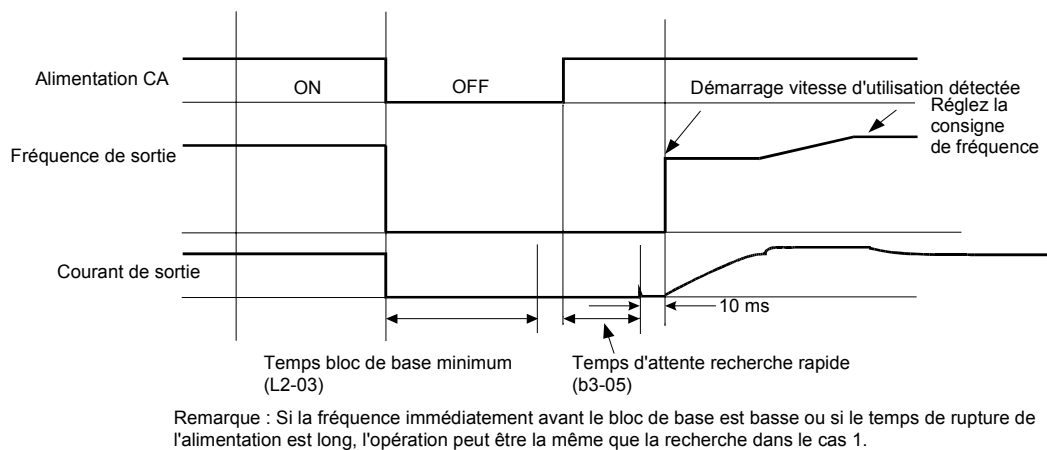 Alimentation CA
ON
OFF
Démarrage vitesse d'utilisation détectée
Réglez la
consigne
de fréquence
Fréquence de sortie
Courant de sortie
10 ms
Temps bloc de base minimum
(L2-03)
Temps d'attente recherche rapide
(b3-05)
Remarque : Si la fréquence immédiatement avant le bloc de base est basse ou si le temps de rupture de
l'alimentation est long, l'opération peut être la même que la recherche dans le cas 1.